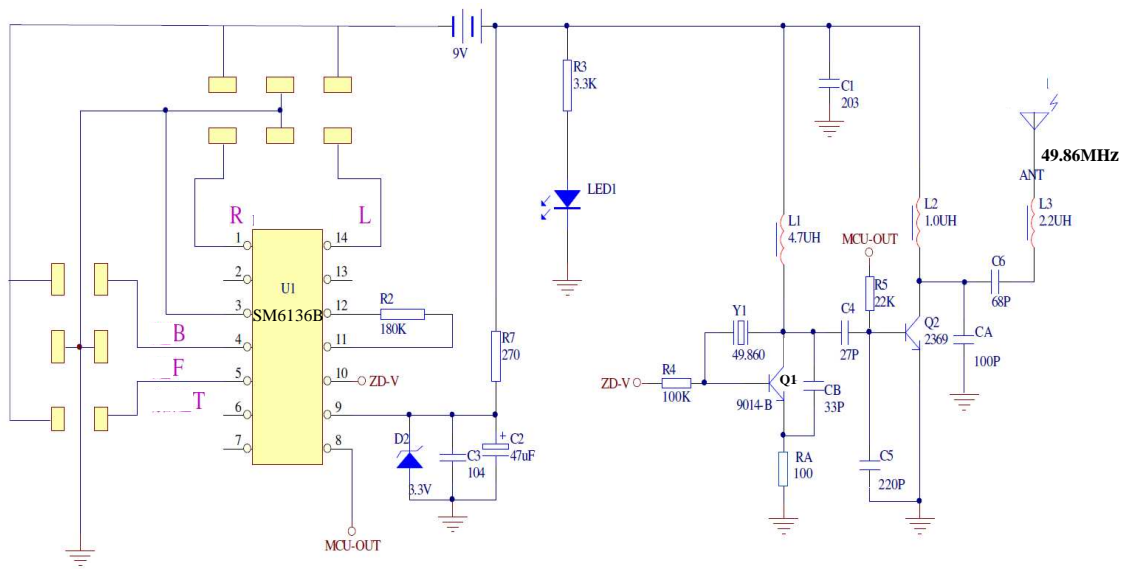 9V
R3
3.3K
C1
203
49.86MHz
ANT
LED1
R
L
1
14
L1
4.7UH
L2
1.0UH
L3
2.2UH
MCU-OUT
2
13
U1
SM6136B
3
12
R2
180K
C6
68P
R5
22K
Y1
49.860
C4
27P
Q2
2369
CA
100P
B
4
11
R7
270
F
5
10
ZD-V
ZD-V
R4
100K
Q1
9014-B
CB
33P
T
6
9
7
8
D2
3.3V
C3
104
+
C2
47uF
RA
100
C5
220P
MCU-OUT